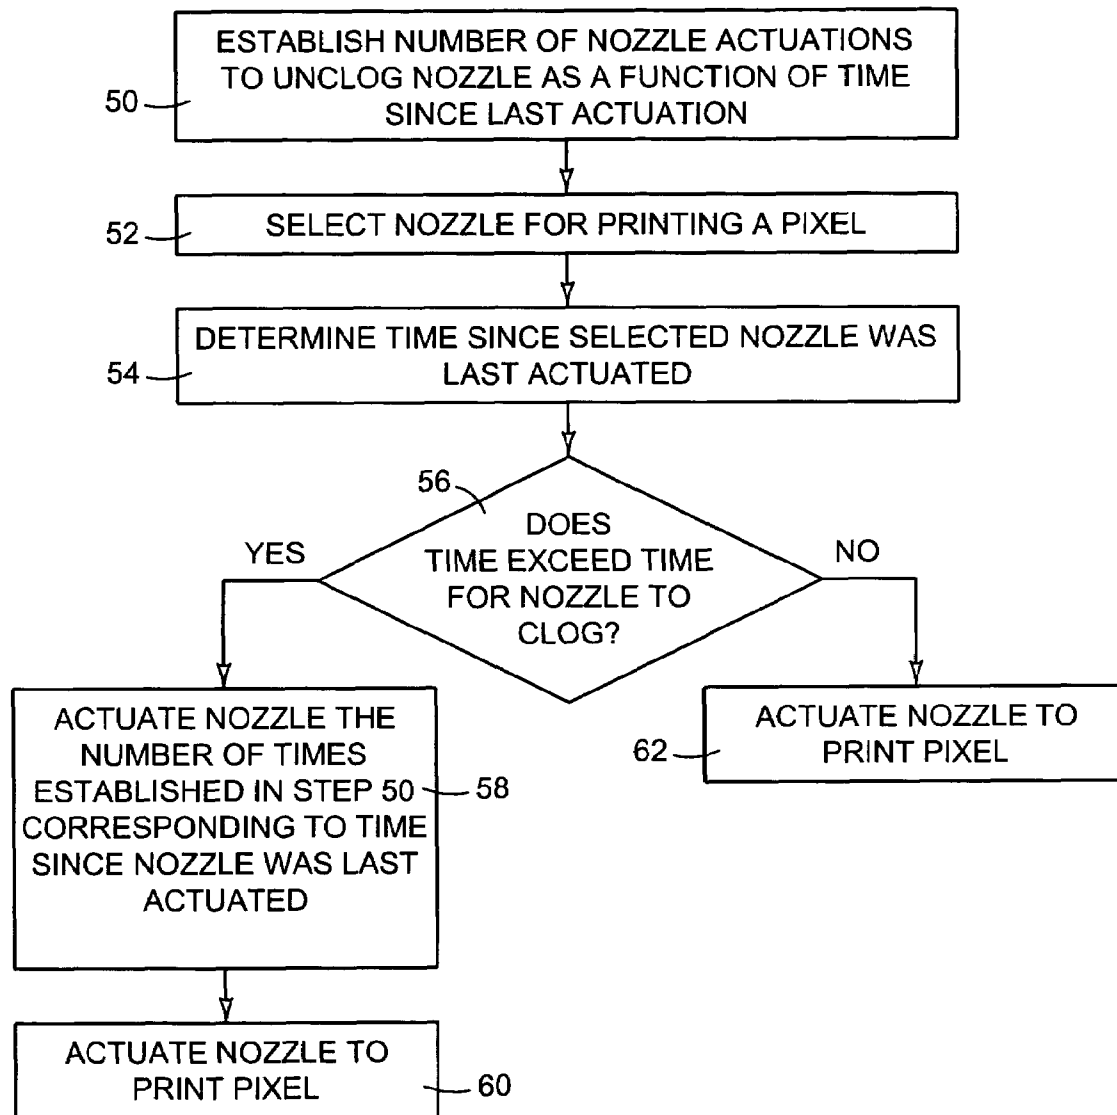 ESTABLISH NUMBER OF NOZZLE ACTUATIONS
TO UNCLOG NOZZLE AS A FUNCTION OF TIME
SINCE LAST ACTUATION
50
SELECT NOZZLE FOR PRINTING A PIXEL
52
DETERMINE TIME SINCE SELECTED NOZZLE WAS
LAST ACTUATED
54
56
DOES
TIME EXCEED TIME
FOR NOZZLE TO
CLOG?
YES
NO
ACTUATE NOZZLE THE
NUMBER OF TIMES
ESTABLISHED IN STEP 50
CORRESPONDING TO TIME
SINCE NOZZLE WAS LAST
ACTUATED
58
ACTUATE NOZZLE TO
PRINT PIXEL
62
ACTUATE NOZZLE TO
PRINT PIXEL
60